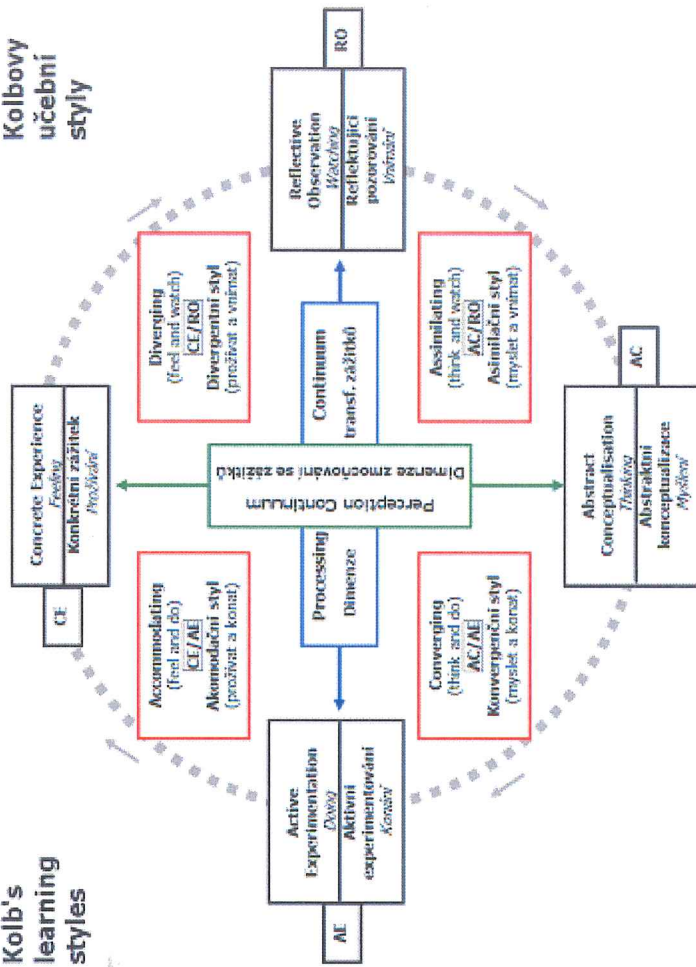 Kolb's
learning
styles
Kolbovy
učební
styly
CE
Concrete Experience
Feeling
Konkrétní zážitek
Prožívání
Accommodating
(feel and do)
CE/AE
Akomodační styl
(prožívat a konat)
Diverging
(feel and watch)
CE/RO
Divergentní styl
(prožívat a vnímat)
AE
Active
Experimentation
Doing
Aktivní
experimentování
Konání
Processing
Dimenze
Perception Continuum
Dimenze zmocňování se zážitků
Continuum
transf. zážitků
Reflective
Observation
Watching
Reflektující
pozorování
Vnímání
RO
Converging
(think and do)
AC/AE
Konvergenční styl
(myslet a konat)
Assimilating
(think and watch)
AC/RO
Asimilační styl
(myslet a vnímat)
Abstract
Conceptualisation
Thinking
Abstraktní
konceptualizace
Myšlení
AC